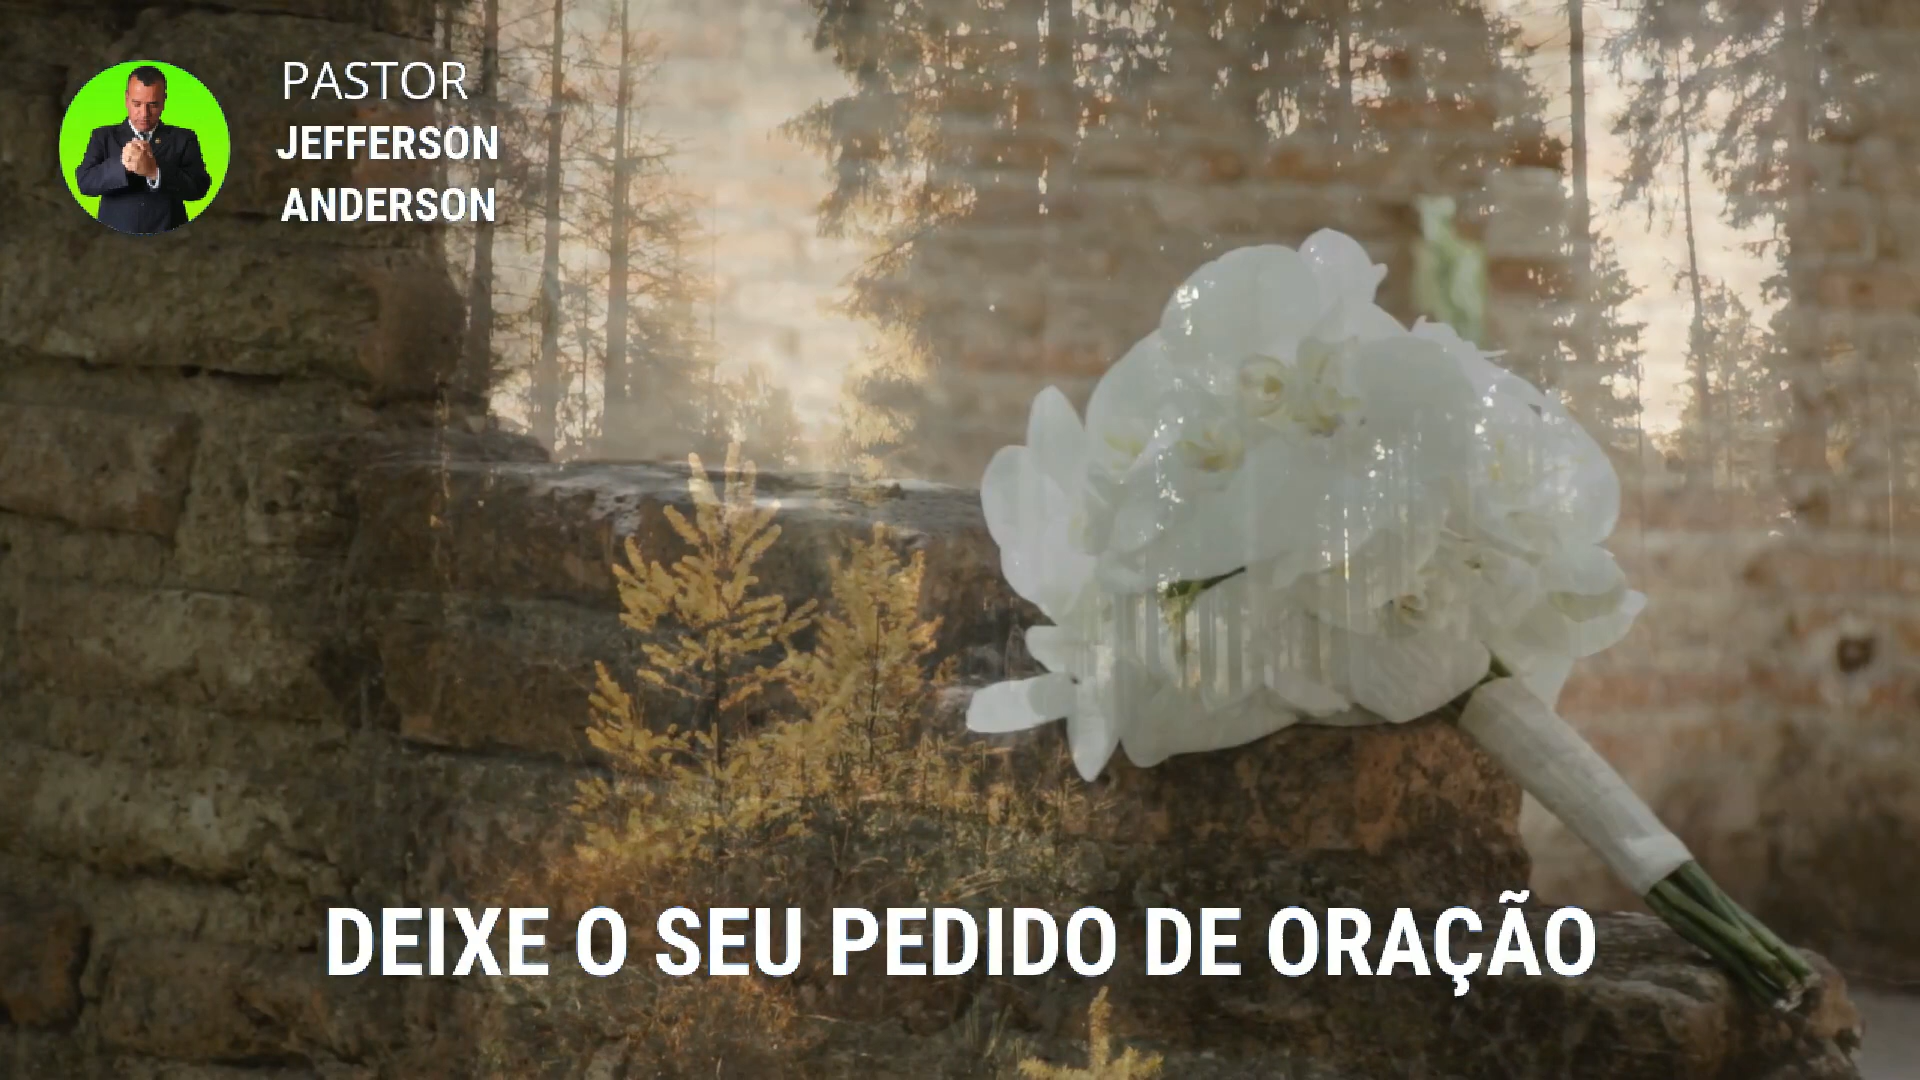 PASTOR
JEFFERSON
ANDERSON
DEIXE O SEU PEDIDO DE ORAÇÃO